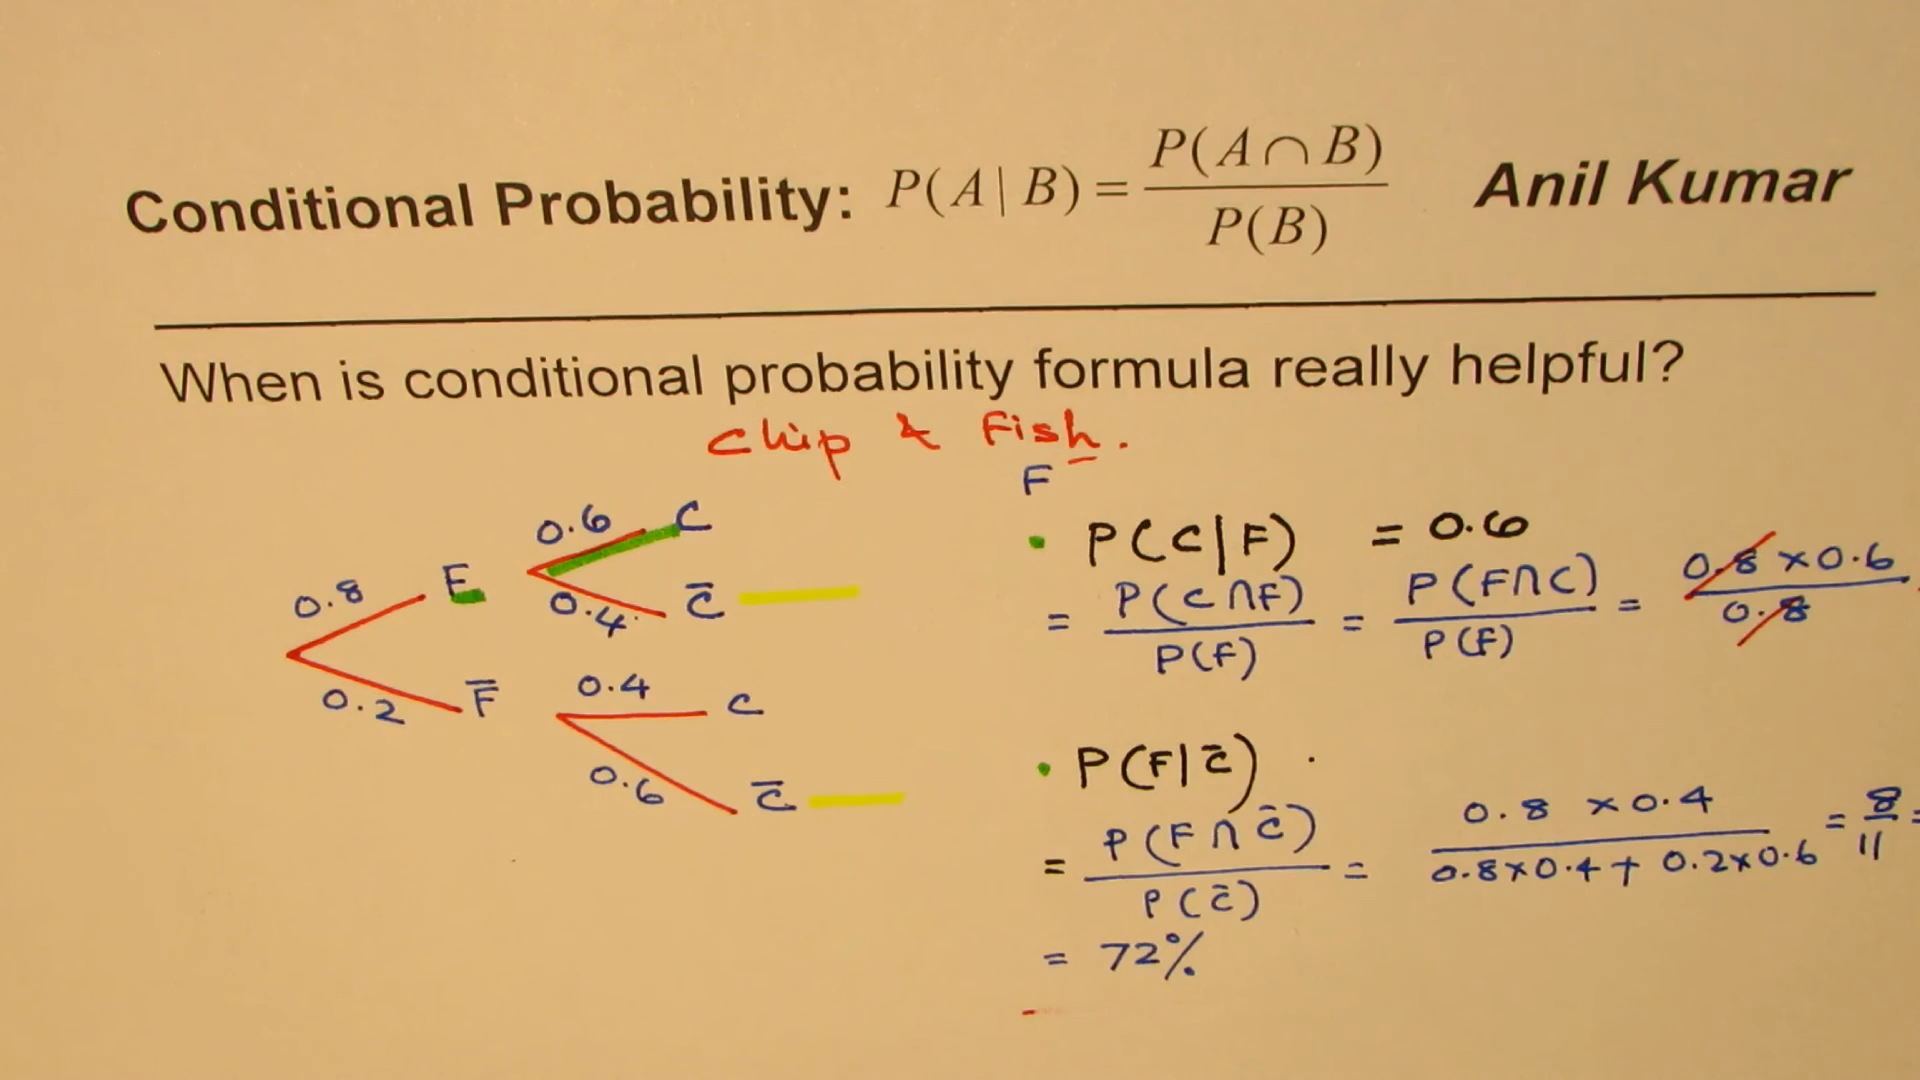 Conditional Probability: P(A | B) = P(A ∩ B) / P(B) Anil Kumar
When is conditional probability formula really helpful?
Chip & Fish.
F
0.6 C
0.8 F
0.4 C̅
0.2 F̅
0.4 C
0.6 C̅
• P(C|F) = 0.6
= P(C∩F) / P(F) = P(F∩C) / P(F) = 0.8 × 0.6 / 0.8
• P(F|C̅)
= P(F∩C̅) / P(C̅) = 0.8 × 0.4 / 0.8×0.4 + 0.2×0.6 = 8/11 =
= 72%